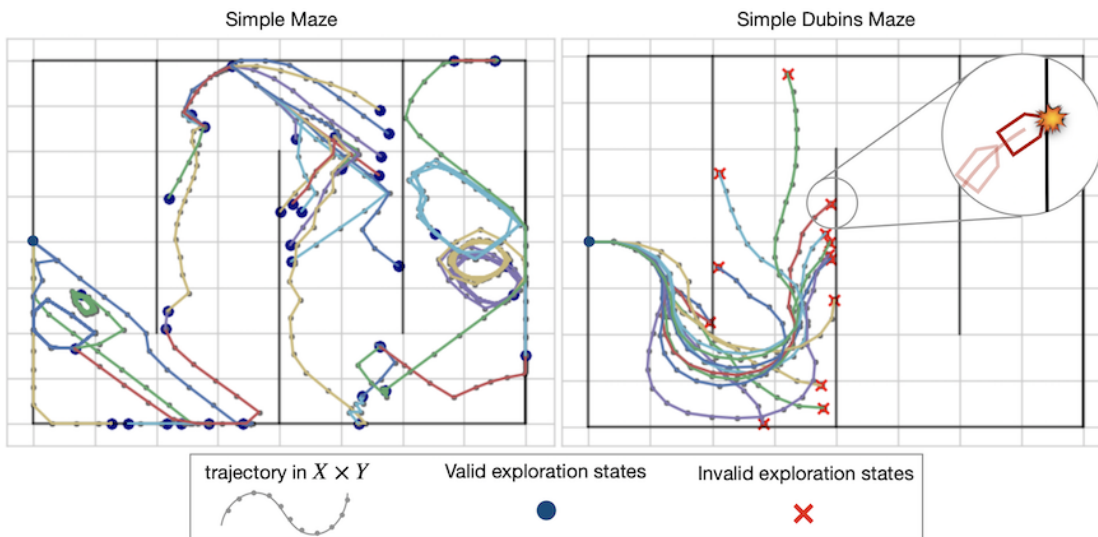 Simple Maze
Simple Dubins Maze
trajectory in X × Y
Valid exploration states
Invalid exploration states